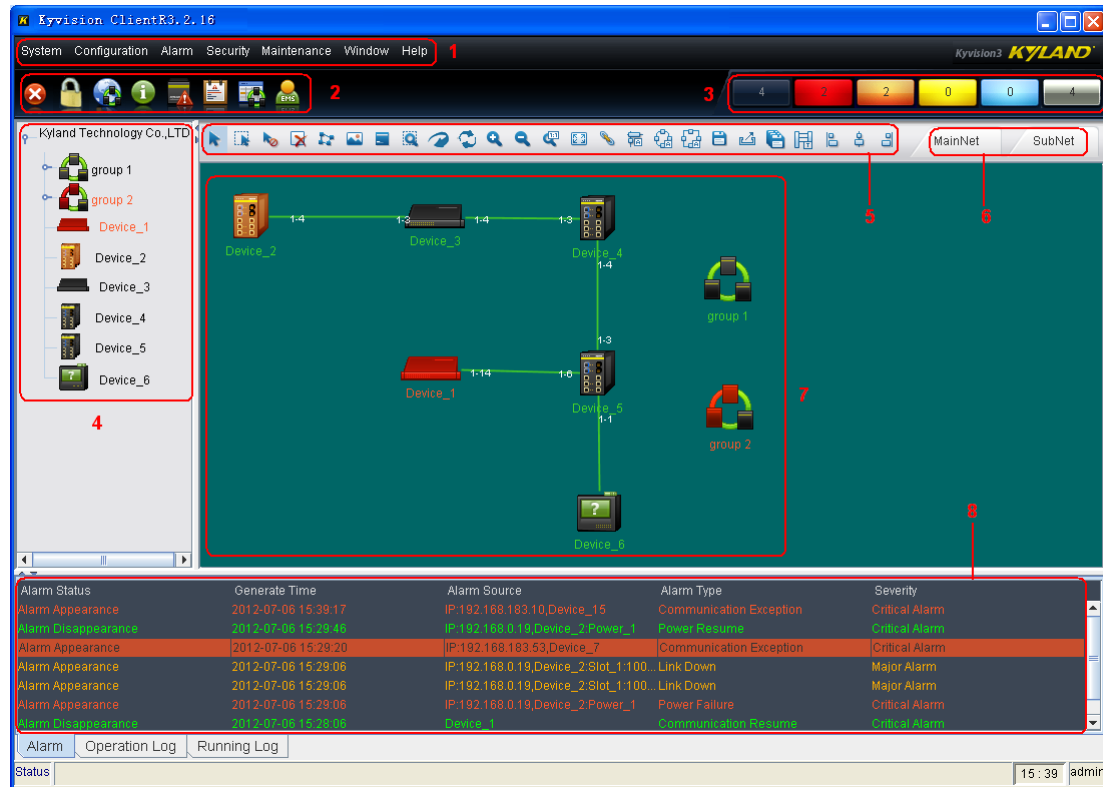 Kyvision ClientR3.2.16
System Configuration Alarm Security Maintenance Window Help 1
Kyvision3 KYLAND
EMS 2
3 4 2 2 0 0 4
Kyland Technology Co.,LTD
group 1
group 2
Device_1
Device_2
Device_3
Device_4
Device_5
Device_6
4
MainNet SubNet
5
6
1-4 1-3 1-4 1-3
Device_2
Device_3
Device_4
1-4
group 1
1-3
1-14 1-6
Device_1
Device_5
1-1
7
group 2
?
Device_6
8
Alarm Status Generate Time Alarm Source Alarm Type Severity
Alarm Appearance 2012-07-06 15:39:17 IP:192.168.183.10,Device_15 Communication Exception Critical Alarm
Alarm Disappearance 2012-07-06 15:29:46 IP:192.168.0.19,Device_2:Power_1 Power Resume Critical Alarm
Alarm Appearance 2012-07-06 15:29:20 IP:192.168.183.53,Device_7 Communication Exception Critical Alarm
Alarm Appearance 2012-07-06 15:29:06 IP:192.168.0.19,Device_2:Slot_1:100... Link Down Major Alarm
Alarm Appearance 2012-07-06 15:29:06 IP:192.168.0.19,Device_2:Slot_1:100... Link Down Major Alarm
Alarm Appearance 2012-07-06 15:29:06 IP:192.168.0.19,Device_2:Power_1 Power Failure Critical Alarm
Alarm Disappearance 2012-07-06 15:28:06 Device_1 Communication Resume Critical Alarm
Alarm Operation Log Running Log
Status 15 : 39 admin